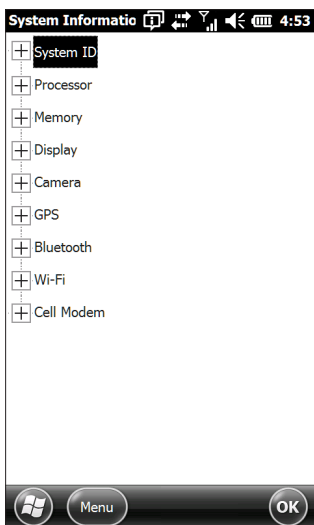 System Informatio 4:53
System ID
Processor
Memory
Display
Camera
GPS
Bluetooth
Wi-Fi
Cell Modem
Menu OK